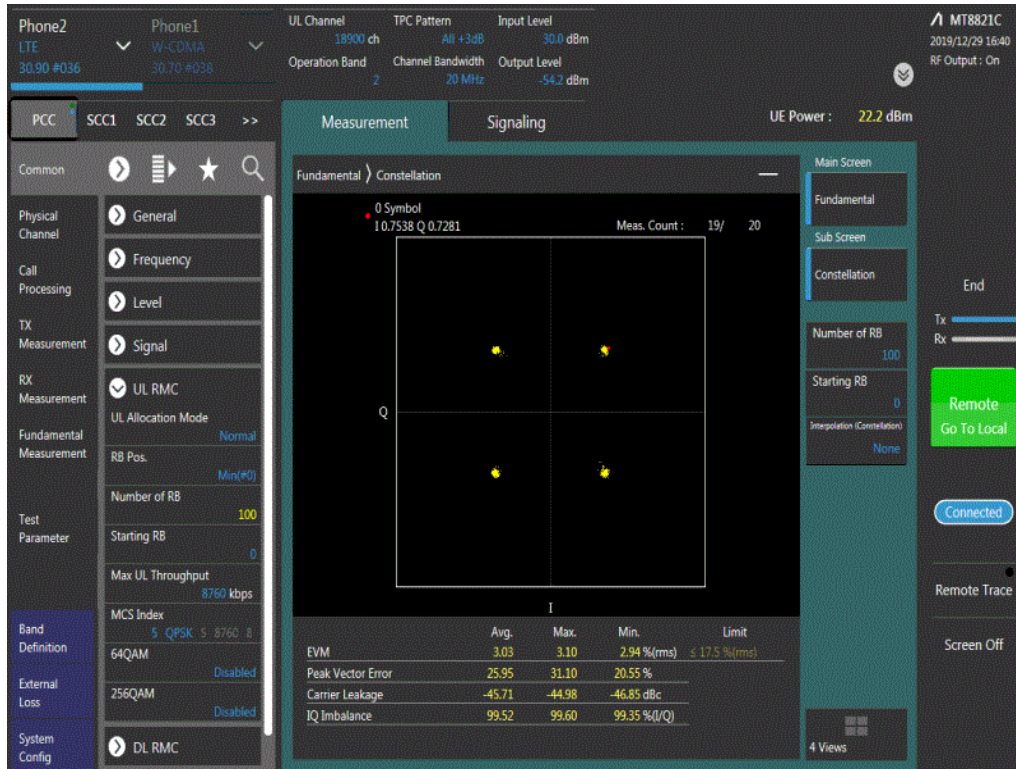 Phone2
LTE
30.90 #036
Phone1
W-CDMA
30.70 #038
UL Channel
18900 ch
TPC Pattern
All +3dB
Input Level
30.0 dBm
Operation Band
2
Channel Bandwidth
20 MHz
Output Level
-54.2 dBm
MT8821C
2019/12/29 16:40
RF Output : On
PCC SCC1 SCC2 SCC3 >>
Measurement
Signaling
UE Power : 22.2 dBm
Common
Physical
Channel
Call
Processing
TX
Measurement
RX
Measurement
Fundamental
Measurement
Test
Parameter
Band
Definition
External
Loss
System
Config
General
Frequency
Level
Signal
UL RMC
UL Allocation Mode
Normal
RB Pos.
Min(#0)
Number of RB
100
Starting RB
0
Max UL Throughput
8760 kbps
MCS Index
5 QPSK 5 8760 8
64QAM
Disabled
256QAM
Disabled
DL RMC
Fundamental 〉 Constellation
0 Symbol
I 0.7538 Q 0.7281
Meas. Count : 19/ 20
Q
I
Avg. Max. Min. Limit
EVM 3.03 3.10 2.94 %(rms) ≤ 17.5 %(rms)
Peak Vector Error 25.95 31.10 20.55 %
Carrier Leakage -45.71 -44.98 -46.85 dBc
IQ Imbalance 99.52 99.60 99.35 %(I/Q)
Main Screen
Fundamental
Sub Screen
Constellation
Number of RB
100
Starting RB
0
Interpolation (Constellation)
None
4 Views
End
Tx
Rx
Remote
Go To Local
Connected
Remote Trace
Screen Off